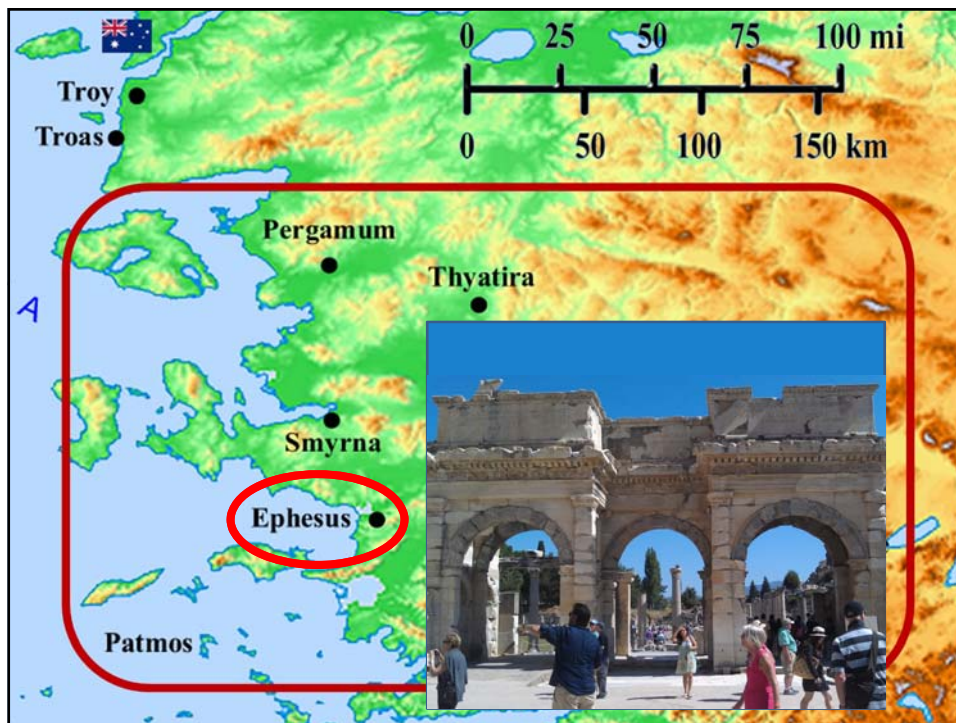 0 25 50 75 100 mi
0 50 100 150 km
Troy
Troas
Pergamum
Thyatira
A
Smyrna
Ephesus
Patmos